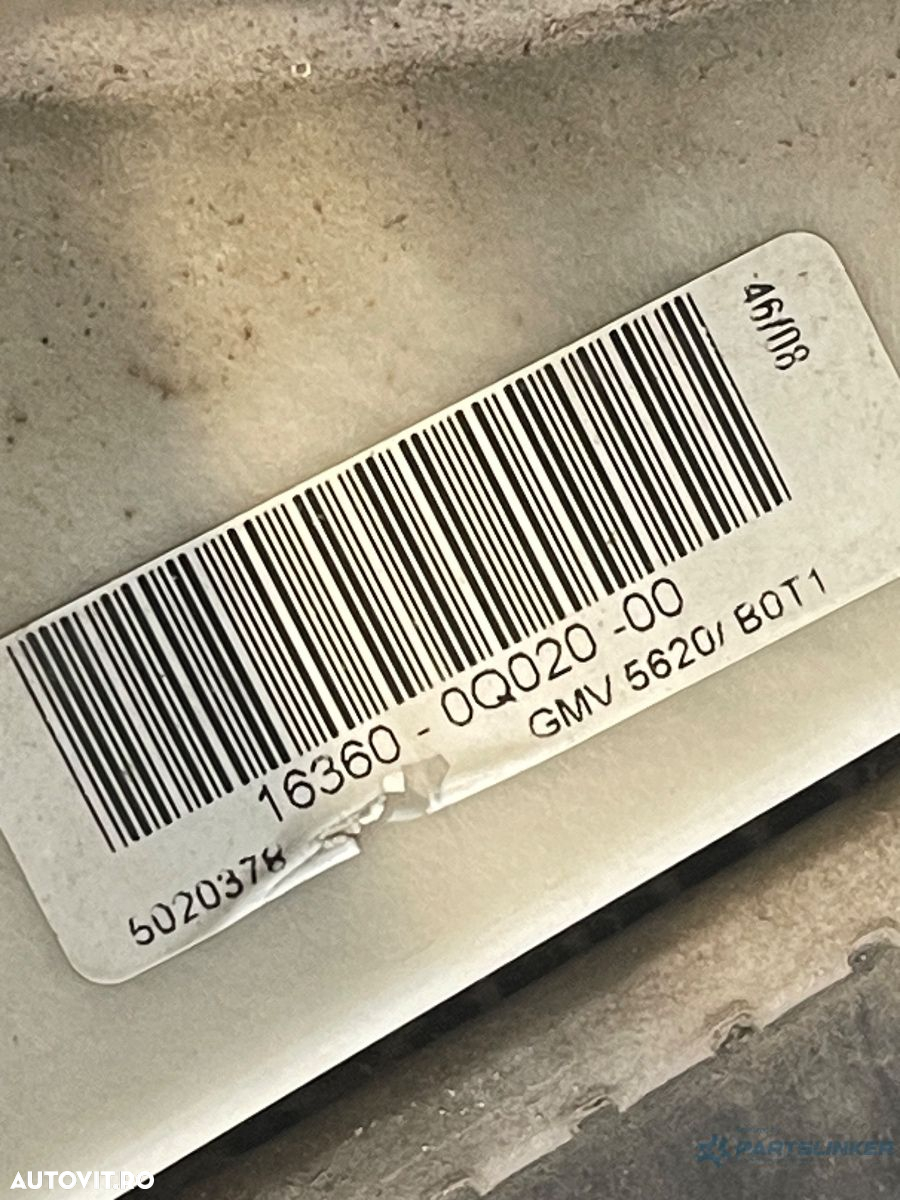 46/08
16360 - 0Q020 -00
GMV 5620/ B0T1
5020378
PARTSLINKER
AUTOVIT.RO